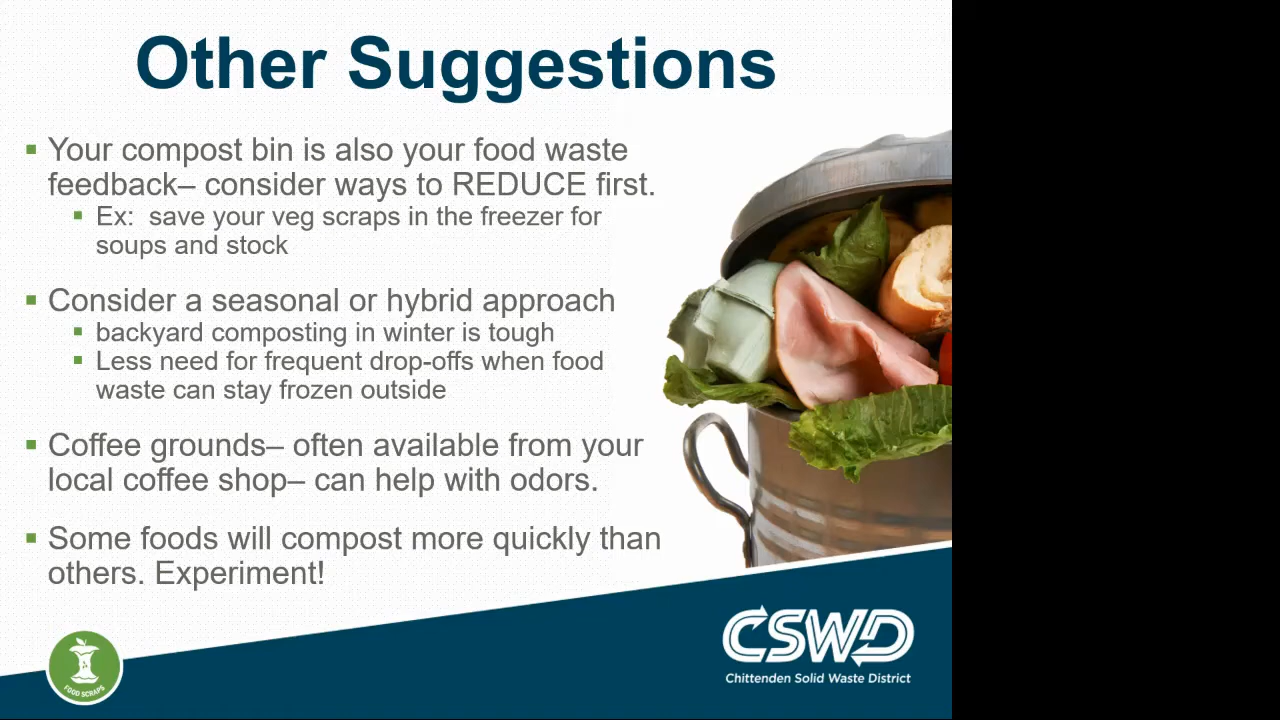 Other Suggestions
Your compost bin is also your food waste
feedback– consider ways to REDUCE first.
Ex:  save your veg scraps in the freezer for
soups and stock
Consider a seasonal or hybrid approach
backyard composting in winter is tough
Less need for frequent drop-offs when food
waste can stay frozen outside
Coffee grounds– often available from your
local coffee shop– can help with odors.
Some foods will compost more quickly than
others. Experiment!
FOOD SCRAPS
CSWD
Chittenden Solid Waste District